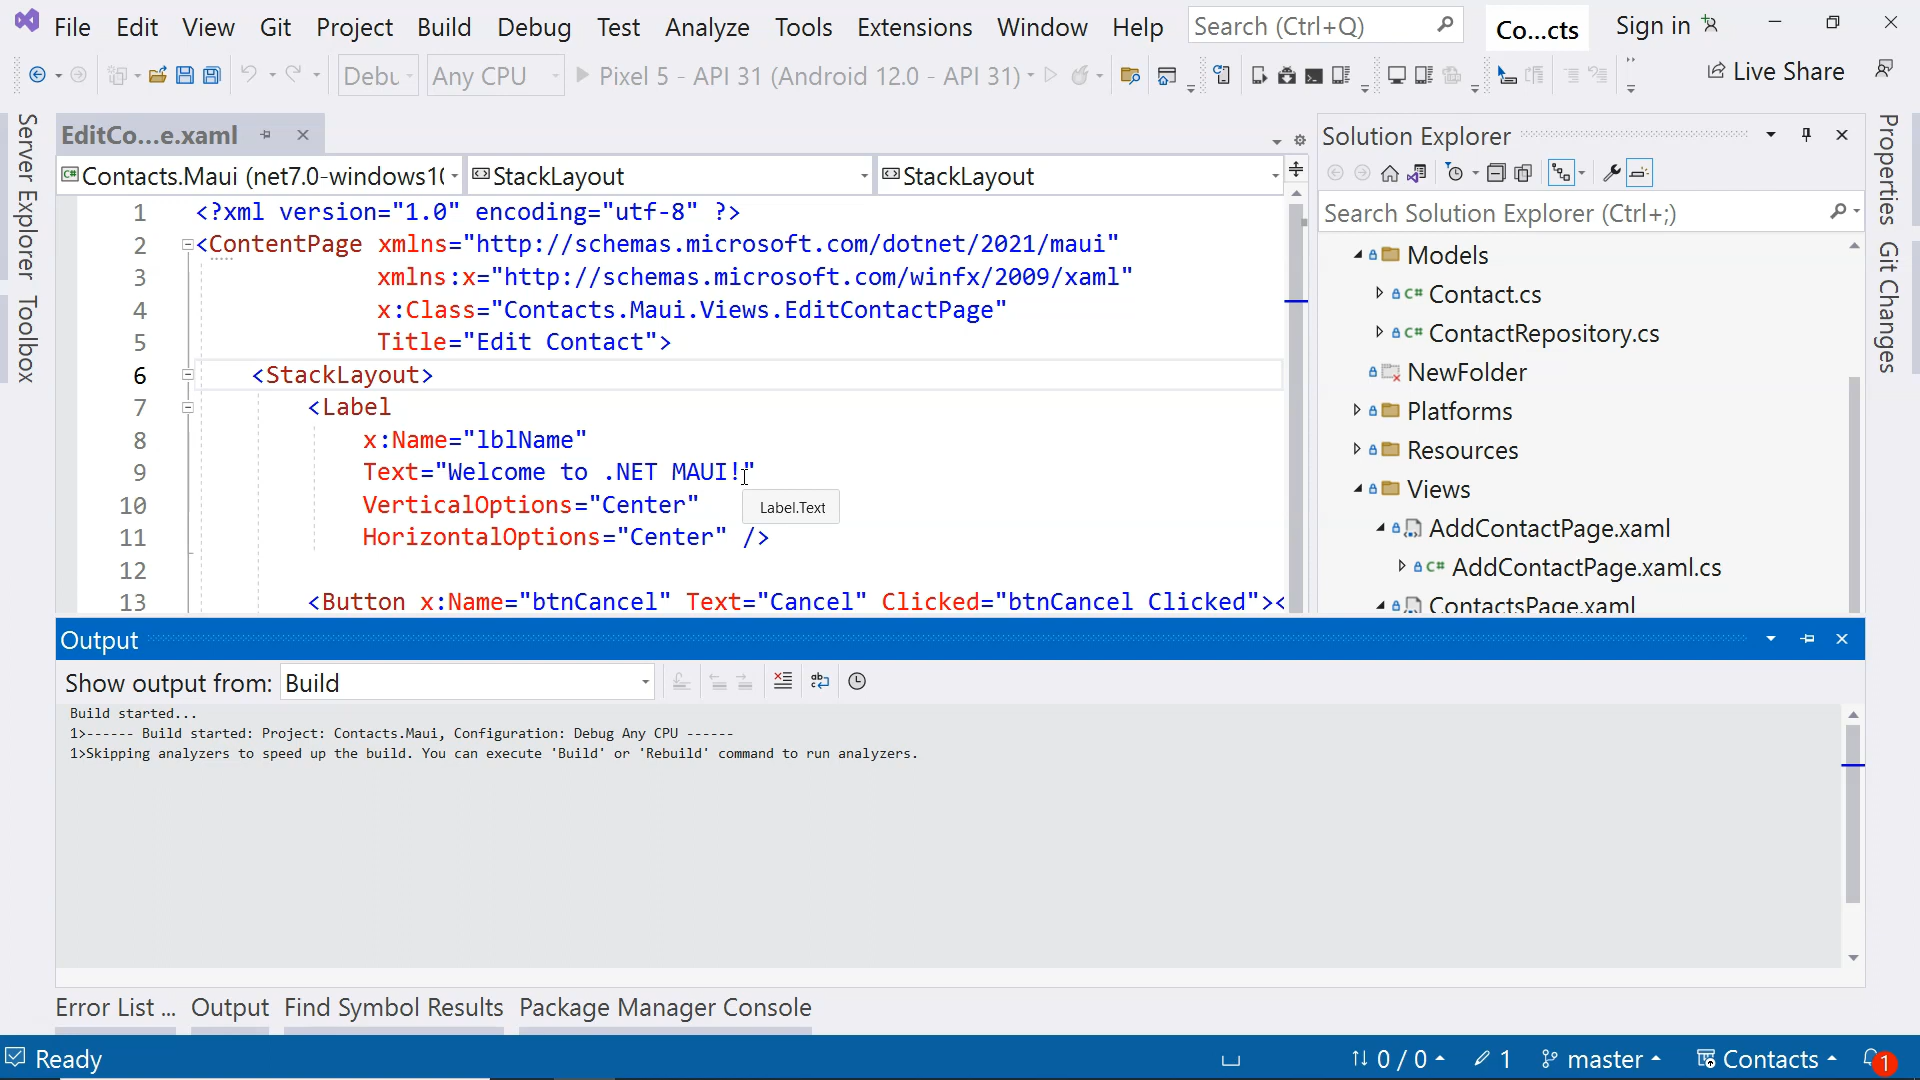 File Edit View Git Project Build Debug Test Analyze Tools Extensions Window Help Search (Ctrl+Q) Co...cts Sign in
Debu Any CPU Pixel 5 - API 31 (Android 12.0 - API 31) Live Share
Server Explorer
Toolbox
EditCo...e.xaml
Contacts.Maui (net7.0-windows10 StackLayout StackLayout
1 <?xml version="1.0" encoding="utf-8" ?>
2 <ContentPage xmlns="http://schemas.microsoft.com/dotnet/2021/maui"
3 xmlns:x="http://schemas.microsoft.com/winfx/2009/xaml"
4 x:Class="Contacts.Maui.Views.EditContactPage"
5 Title="Edit Contact">
6 <StackLayout>
7 <Label
8 x:Name="lblName"
9 Text="Welcome to .NET MAUI!"
10 VerticalOptions="Center"
11 HorizontalOptions="Center" />
12
13 <Button x:Name="btnCancel" Text="Cancel" Clicked="btnCancel_Clicked"><
Label.Text
Solution Explorer
Search Solution Explorer (Ctrl+;)
Models
C# Contact.cs
C# ContactRepository.cs
NewFolder
Platforms
Resources
Views
AddContactPage.xaml
C# AddContactPage.xaml.cs
ContactsPage.xaml
Properties
Git Changes
Output
Show output from: Build
Build started...
1>------ Build started: Project: Contacts.Maui, Configuration: Debug Any CPU ------
1>Skipping analyzers to speed up the build. You can execute 'Build' or 'Rebuild' command to run analyzers.
Error List ... Output Find Symbol Results Package Manager Console
Ready 0 / 0 1 master Contacts 1